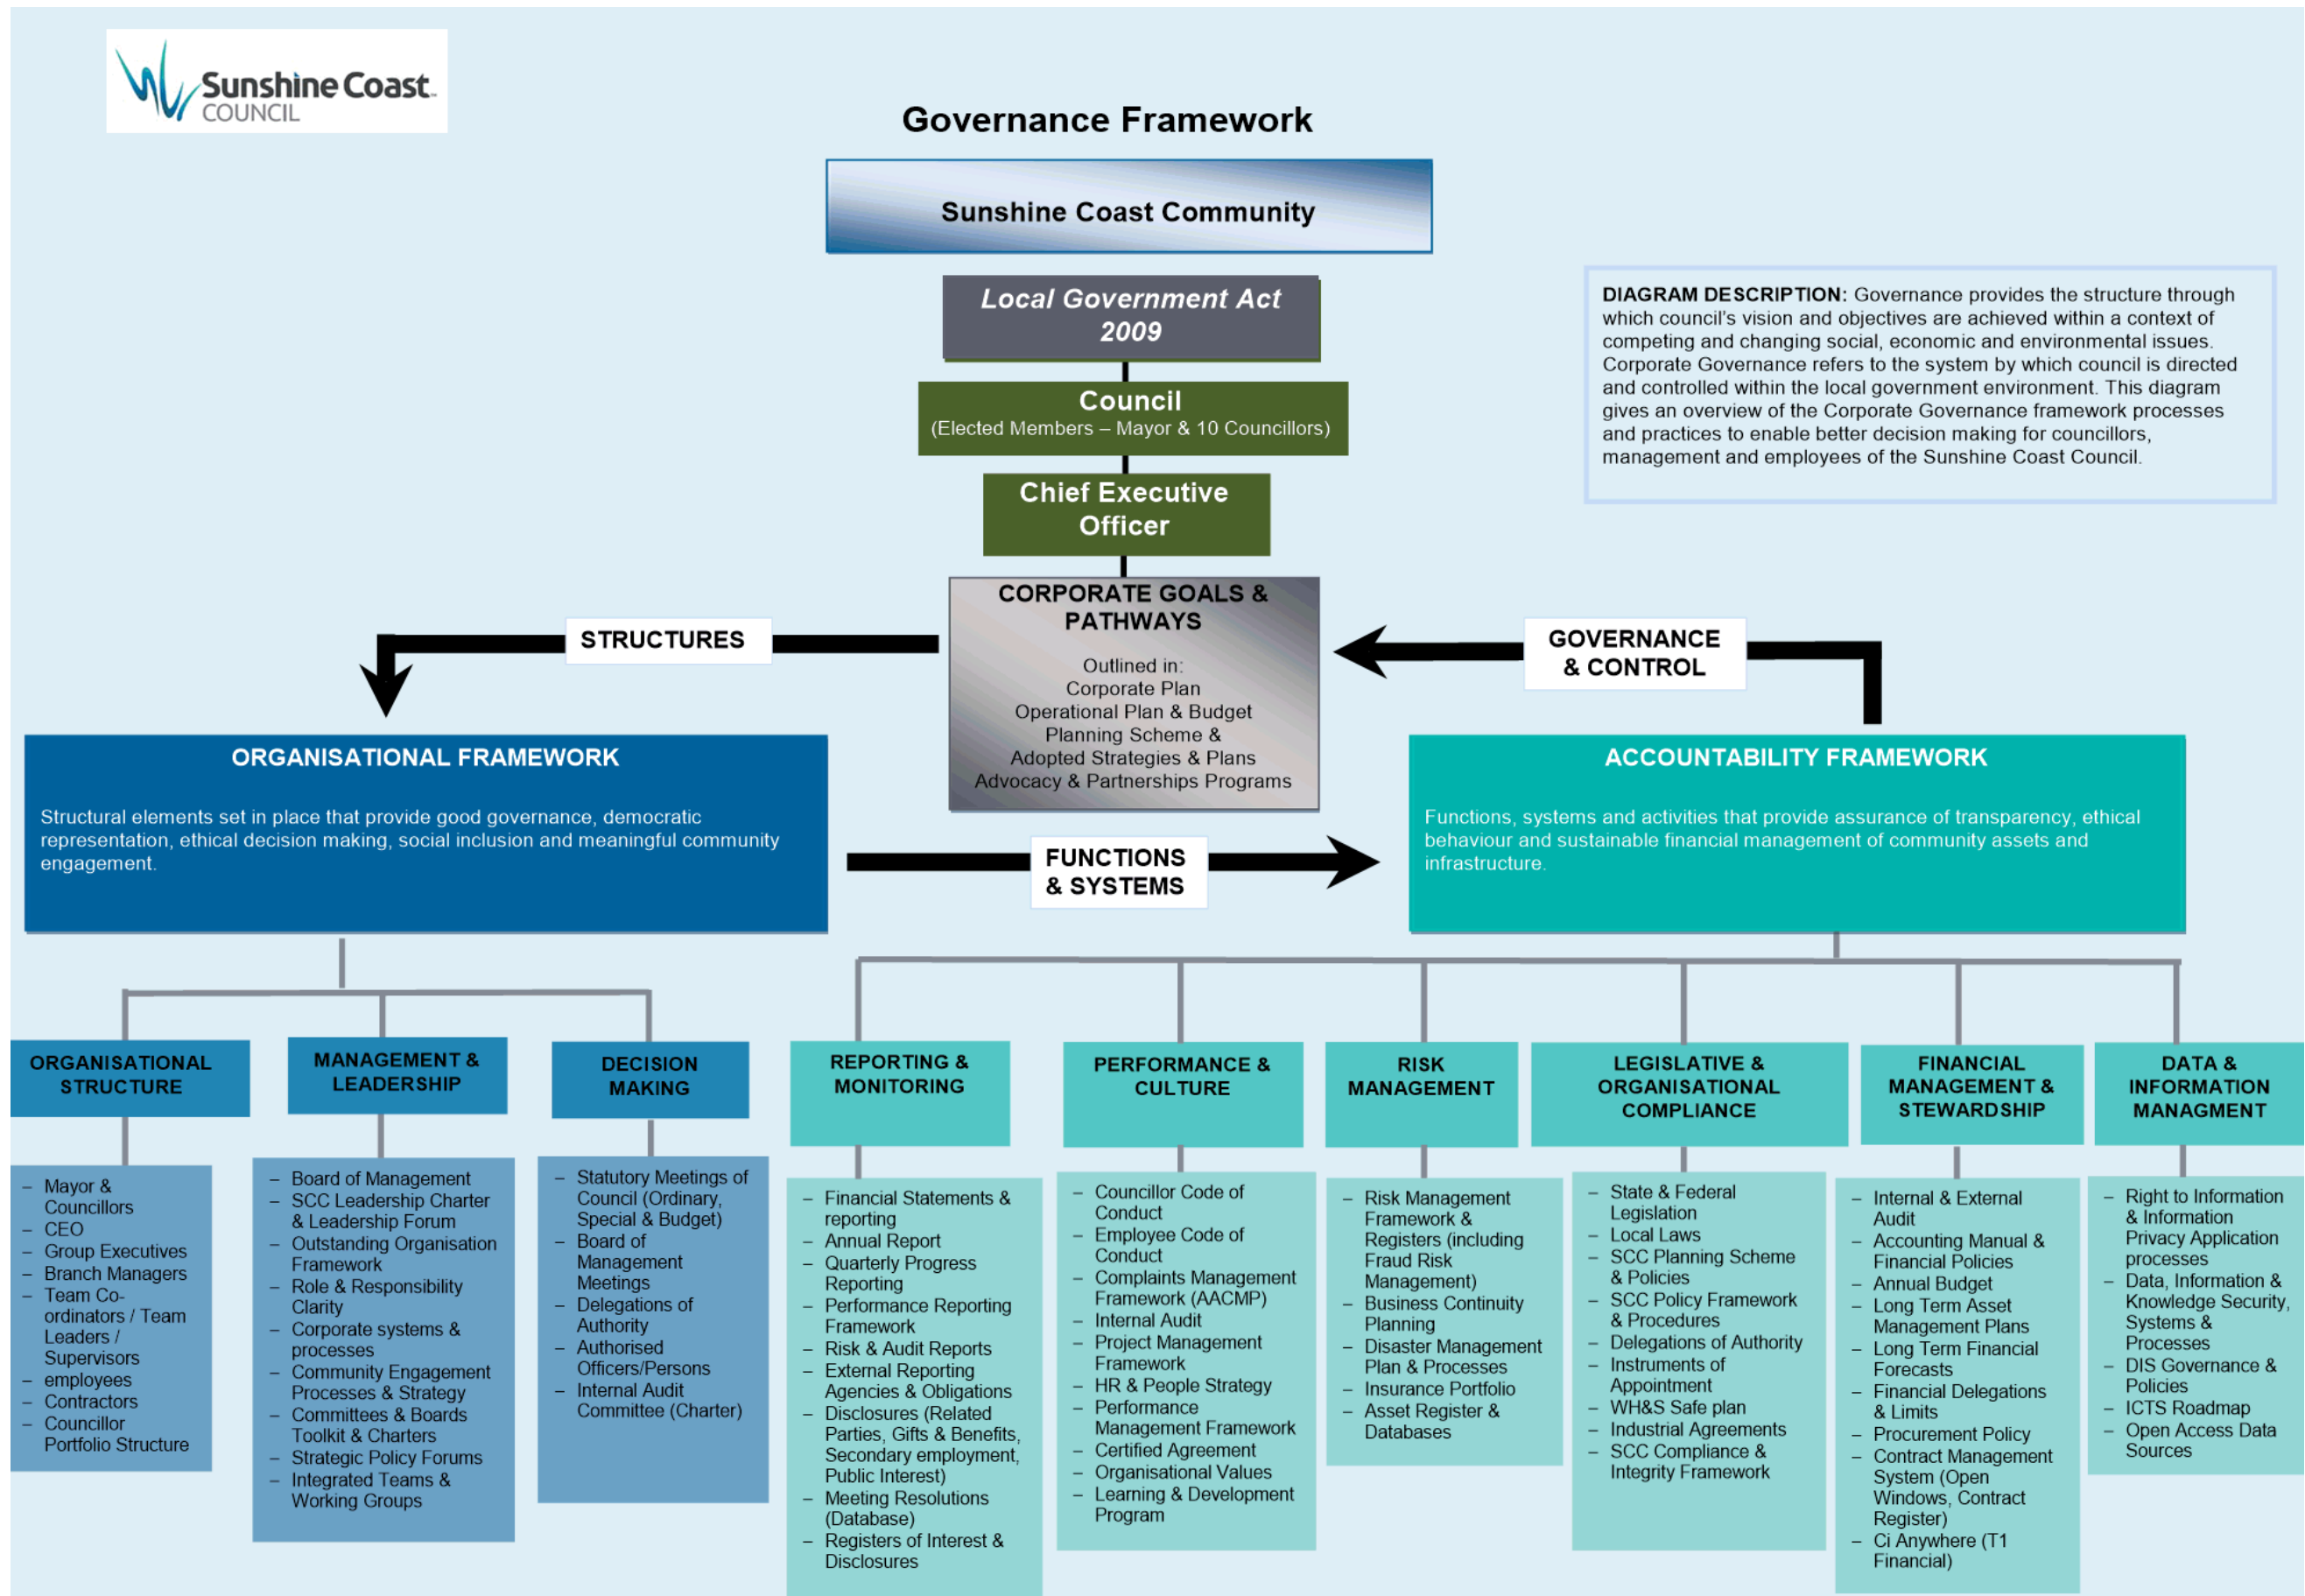 Sunshine Coast
COUNCIL
Governance Framework
Sunshine Coast Community
Local Government Act
2009
DIAGRAM DESCRIPTION: Governance provides the structure through
which council's vision and objectives are achieved within a context of
competing and changing social, economic and environmental issues.
Corporate Governance refers to the system by which council is directed
and controlled within the local government environment. This diagram
gives an overview of the Corporate Governance framework processes
and practices to enable better decision making for councillors,
management and employees of the Sunshine Coast Council.
Council
(Elected Members – Mayor & 10 Councillors)
Chief Executive
Officer
CORPORATE GOALS &
PATHWAYS
Outlined in:
Corporate Plan
Operational Plan & Budget
Planning Scheme &
Adopted Strategies & Plans
Advocacy & Partnerships Programs
STRUCTURES
GOVERNANCE
& CONTROL
ORGANISATIONAL FRAMEWORK
Structural elements set in place that provide good governance, democratic
representation, ethical decision making, social inclusion and meaningful community
engagement.
FUNCTIONS
& SYSTEMS
ACCOUNTABILITY FRAMEWORK
Functions, systems and activities that provide assurance of transparency, ethical
behaviour and sustainable financial management of community assets and
infrastructure.
ORGANISATIONAL
STRUCTURE
– Mayor &
Councillors
– CEO
– Group Executives
– Branch Managers
– Team Co-
ordinators / Team
Leaders /
Supervisors
– employees
– Contractors
– Councillor
Portfolio Structure
MANAGEMENT &
LEADERSHIP
– Board of Management
– SCC Leadership Charter
& Leadership Forum
– Outstanding Organisation
Framework
– Role & Responsibility
Clarity
– Corporate systems &
processes
– Community Engagement
Processes & Strategy
– Committees & Boards
Toolkit & Charters
– Strategic Policy Forums
– Integrated Teams &
Working Groups
DECISION
MAKING
– Statutory Meetings of
Council (Ordinary,
Special & Budget)
– Board of
Management
Meetings
– Delegations of
Authority
– Authorised
Officers/Persons
– Internal Audit
Committee (Charter)
REPORTING &
MONITORING
– Financial Statements &
reporting
– Annual Report
– Quarterly Progress
Reporting
– Performance Reporting
Framework
– Risk & Audit Reports
– External Reporting
Agencies & Obligations
– Disclosures (Related
Parties, Gifts & Benefits,
Secondary employment,
Public Interest)
– Meeting Resolutions
(Database)
– Registers of Interest &
Disclosures
PERFORMANCE &
CULTURE
– Councillor Code of
Conduct
– Employee Code of
Conduct
– Complaints Management
Framework (AACMP)
– Internal Audit
– Project Management
Framework
– HR & People Strategy
– Performance
Management Framework
– Certified Agreement
– Organisational Values
– Learning & Development
Program
RISK
MANAGEMENT
– Risk Management
Framework &
Registers (including
Fraud Risk
Management)
– Business Continuity
Planning
– Disaster Management
Plan & Processes
– Insurance Portfolio
– Asset Register &
Databases
LEGISLATIVE &
ORGANISATIONAL
COMPLIANCE
– State & Federal
Legislation
– Local Laws
– SCC Planning Scheme
& Policies
– SCC Policy Framework
& Procedures
– Delegations of Authority
– Instruments of
Appointment
– WH&S Safe plan
– Industrial Agreements
– SCC Compliance &
Integrity Framework
FINANCIAL
MANAGEMENT &
STEWARDSHIP
– Internal & External
Audit
– Accounting Manual &
Financial Policies
– Annual Budget
– Long Term Asset
Management Plans
– Long Term Financial
Forecasts
– Financial Delegations
& Limits
– Procurement Policy
– Contract Management
System (Open
Windows, Contract
Register)
– Ci Anywhere (T1
Financial)
DATA &
INFORMATION
MANAGMENT
– Right to Information
& Information
Privacy Application
processes
– Data, Information &
Knowledge Security,
Systems &
Processes
– DIS Governance &
Policies
– ICTS Roadmap
– Open Access Data
Sources